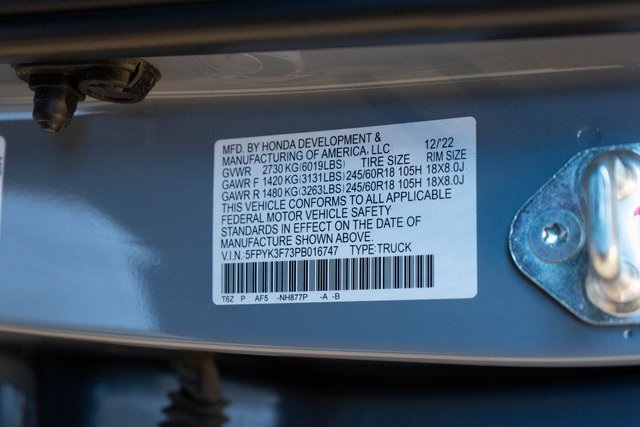 MFD. BY HONDA DEVELOPMENT & 12/'22
MANUFACTURING OF AMERICA, LLC
GVWR 2730 KG (6019LBS) TIRE SIZE RIM SIZE
GAWR F 1420 KG (3131LBS) 245/60R18 105H 18X8.0J
GAWR R 1480 KG (3263LBS) 245/60R18 105H 18X8.0J
THIS VEHICLE CONFORMS TO ALL APPLICABLE
FEDERAL MOTOR VEHICLE SAFETY
STANDARDS IN EFFECT ON THE DATE OF
MANUFACTURE SHOWN ABOVE.
V.I.N. 5FPYK3F73PB016747 TYPE TRUCK
T6Z P AF5 -NH877P -A -B